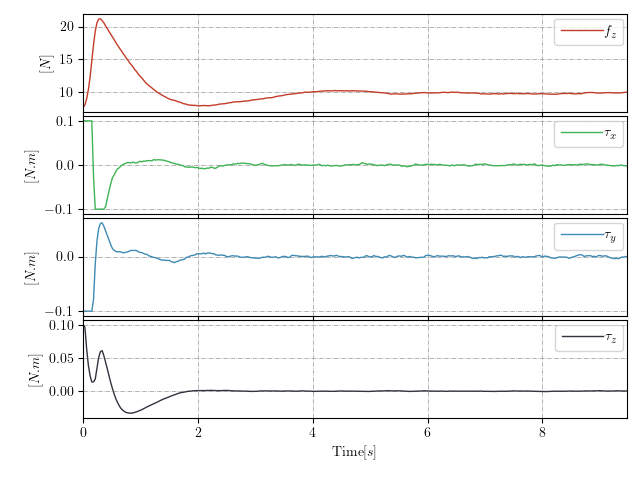 20
15
10
[N]
f_z
0.1
0.0
−0.1
[N.m]
τ_x
0.0
−0.1
[N.m]
τ_y
0.10
0.05
0.00
[N.m]
τ_z
0 2 4 6 8
Time[s]